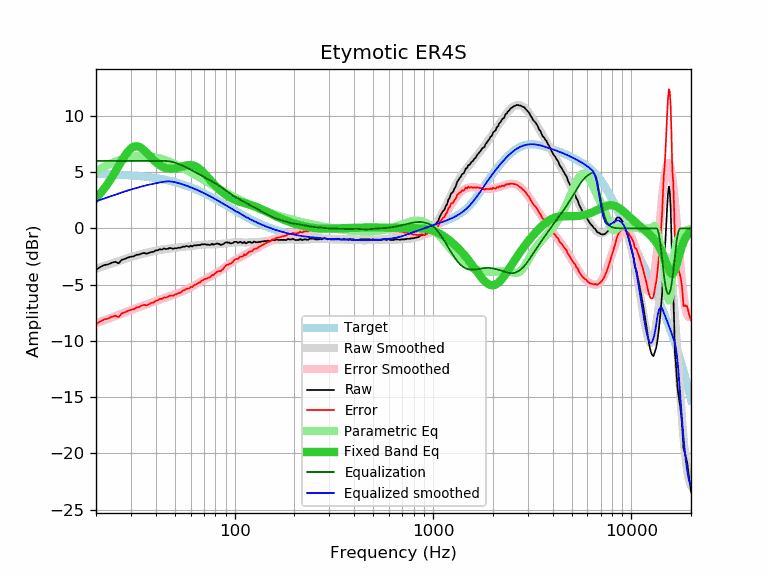 Etymotic ER4S
Amplitude (dBr)
10
5
0
−5
−10
−15
−20
−25
Target
Raw Smoothed
Error Smoothed
Raw
Error
Parametric Eq
Fixed Band Eq
Equalization
Equalized smoothed
100
1000
10000
Frequency (Hz)